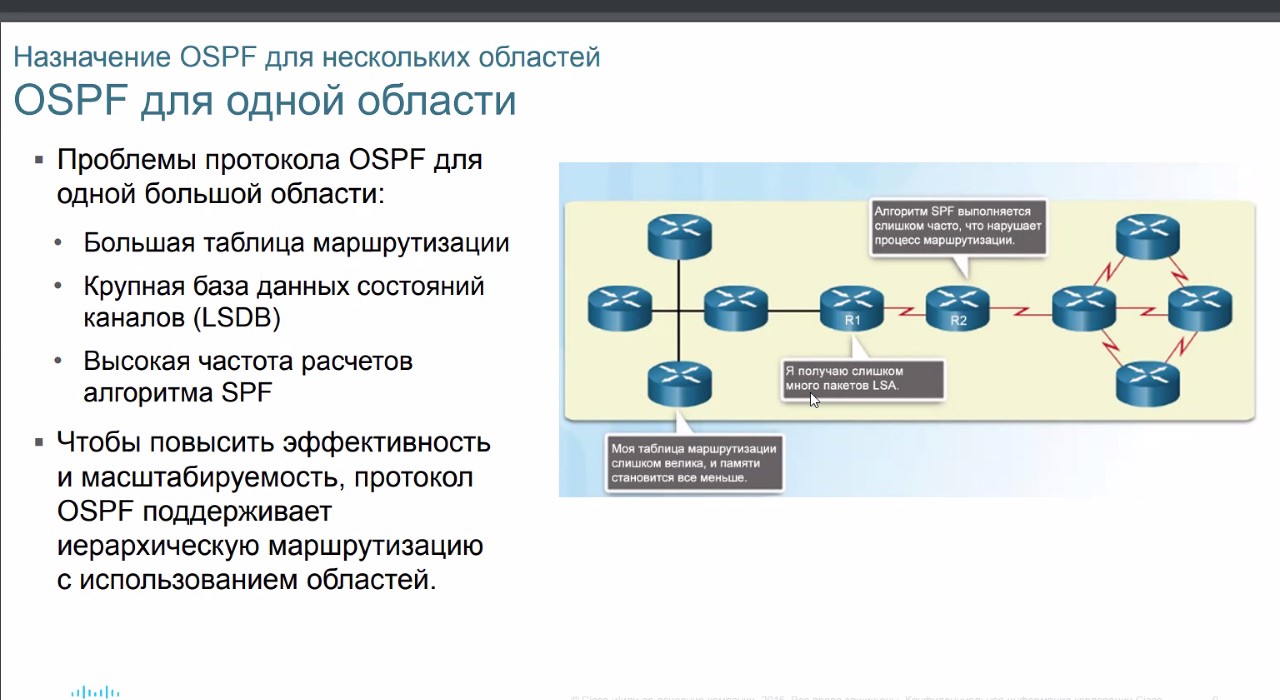 Назначение OSPF для нескольких областей
OSPF для одной области
▪ Проблемы протокола OSPF для
одной большой области:
• Большая таблица маршрутизации
• Крупная база данных состояний
каналов (LSDB)
• Высокая частота расчетов
алгоритма SPF
▪ Чтобы повысить эффективность
и масштабируемость, протокол
OSPF поддерживает
иерархическую маршрутизацию
с использованием областей.
Алгоритм SPF выполняется
слишком часто, что нарушает
процесс маршрутизации.
R1
R2
Я получаю слишком
много пакетов LSA.
Моя таблица маршрутизации
слишком велика, и памяти
становится все меньше.